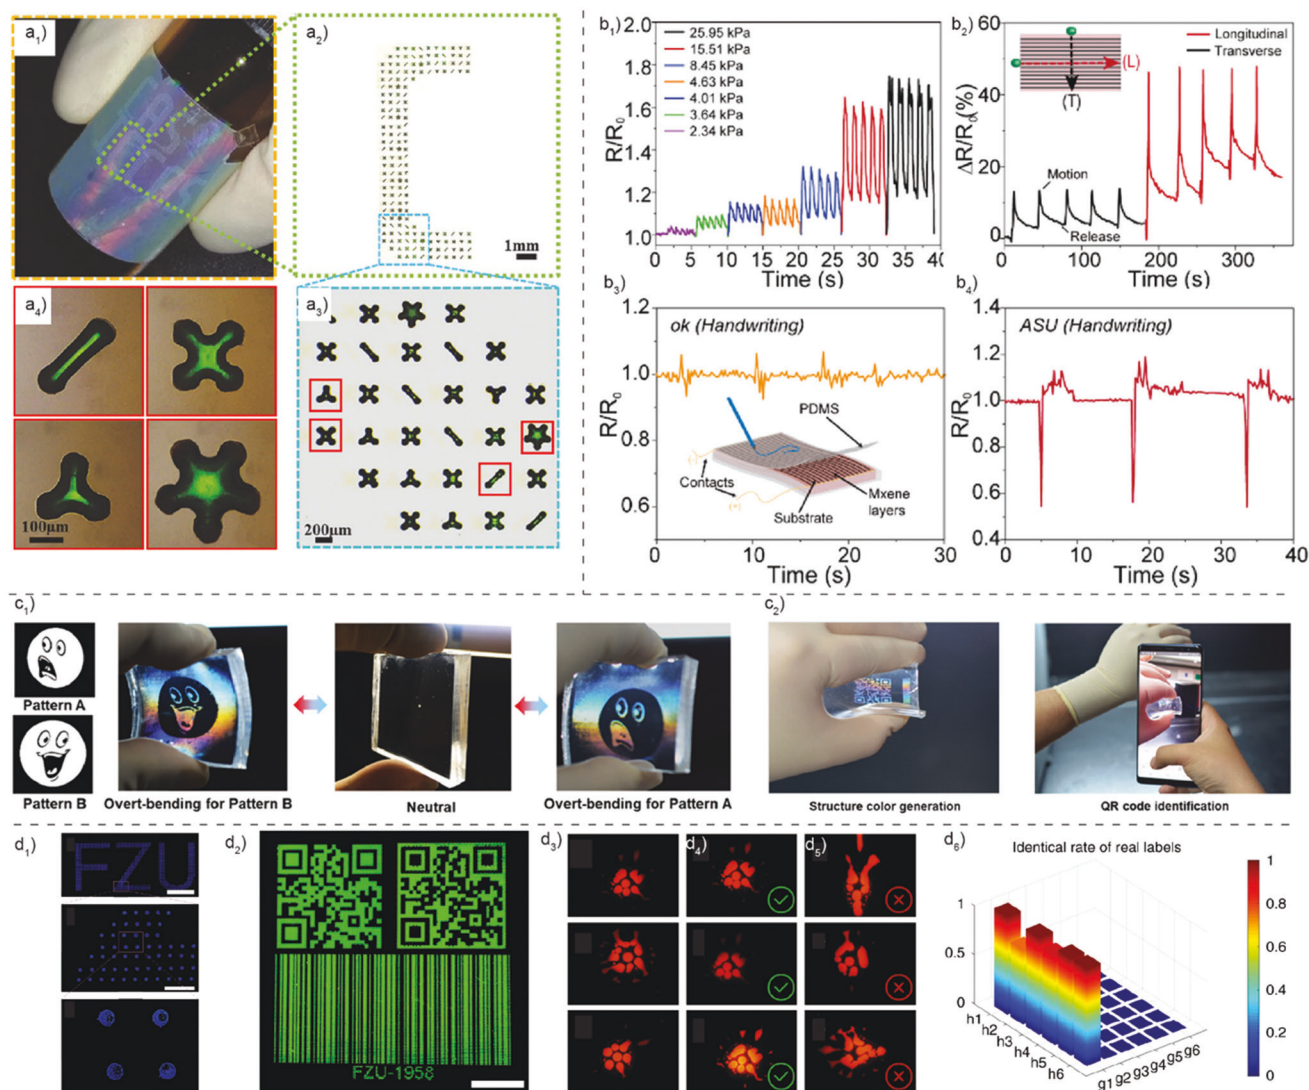 a1)
a2)
1mm
a4)
100μm
a3)
200μm
b1)
R/R0
2.0
1.8
1.6
1.4
1.2
1.0
25.95 kPa
15.51 kPa
8.45 kPa
4.63 kPa
4.01 kPa
3.64 kPa
2.34 kPa
0 5 10 15 20 25 30 35 40
Time (s)
b2)
ΔR/R0(%)
60
40
20
0
Longitudinal
Transverse
(L)
(T)
Motion
Release
0 100 200 300
Time (s)
b3)
R/R0
1.2
1.0
0.8
0.6
ok (Handwriting)
PDMS
(-)
Contacts
(+)
Substrate
Mxene
layers
0 10 20 30
Time (s)
b4)
R/R0
1.4
1.2
1.0
0.8
0.6
0.4
ASU (Handwriting)
0 10 20 30 40
Time (s)
c1)
Pattern A
Pattern B
Overt-bending for Pattern B
Neutral
Overt-bending for Pattern A
c2)
Structure color generation
QR code identification
d1)
FZU
d2)
FZU-1958
d3)
d4)
d5)
d6)
Identical rate of real labels
1
0.5
0
h1
h2
h3
h4
h5
h6
g1 g2 g3 g4 g5 g6
1
0.8
0.6
0.4
0.2
0